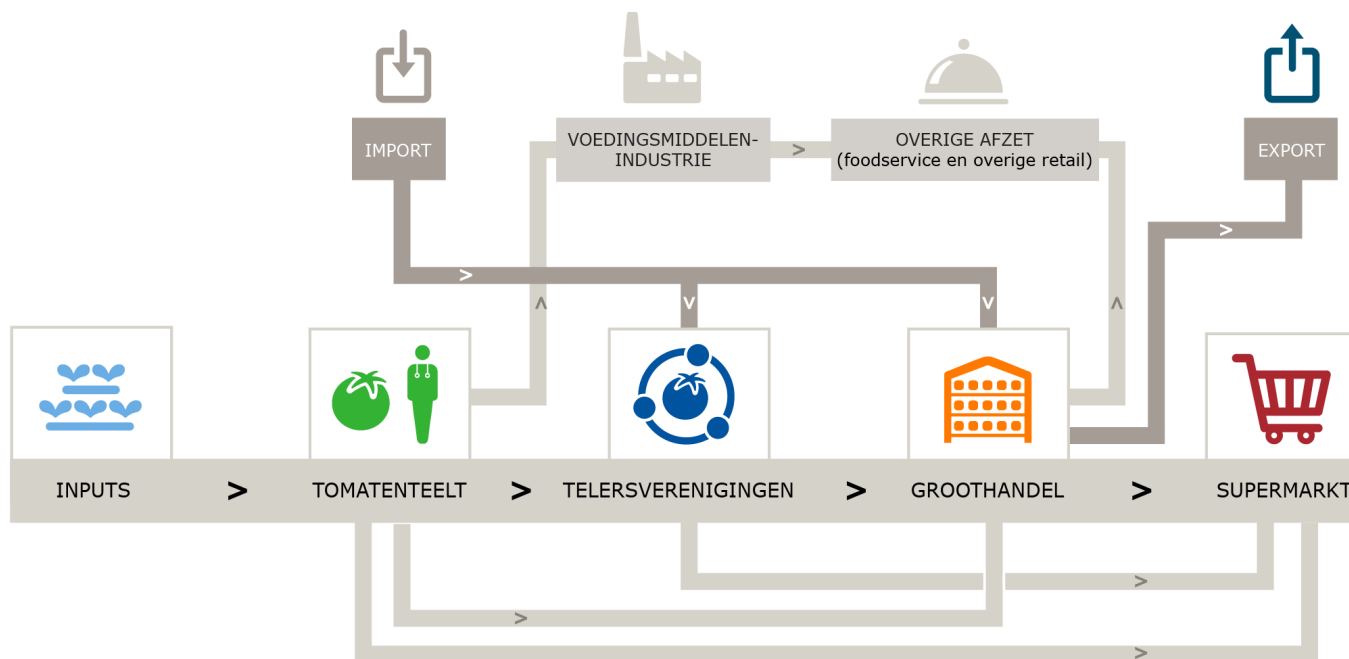 IMPORT
VOEDINGSMIDDELEN-
INDUSTRIE
>
OVERIGE AFZET
(foodservice en overige retail)
EXPORT
INPUTS
>
TOMATENTEELT
>
TELERSVERENIGINGEN
>
GROOTHANDEL
>
SUPERMARKT